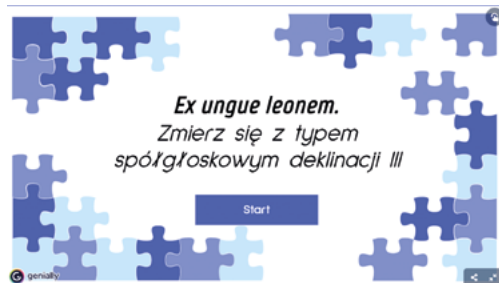 Ex ungue leonem.
Zmierz się z typem
spółgłoskowym deklinacji III
Start
genially